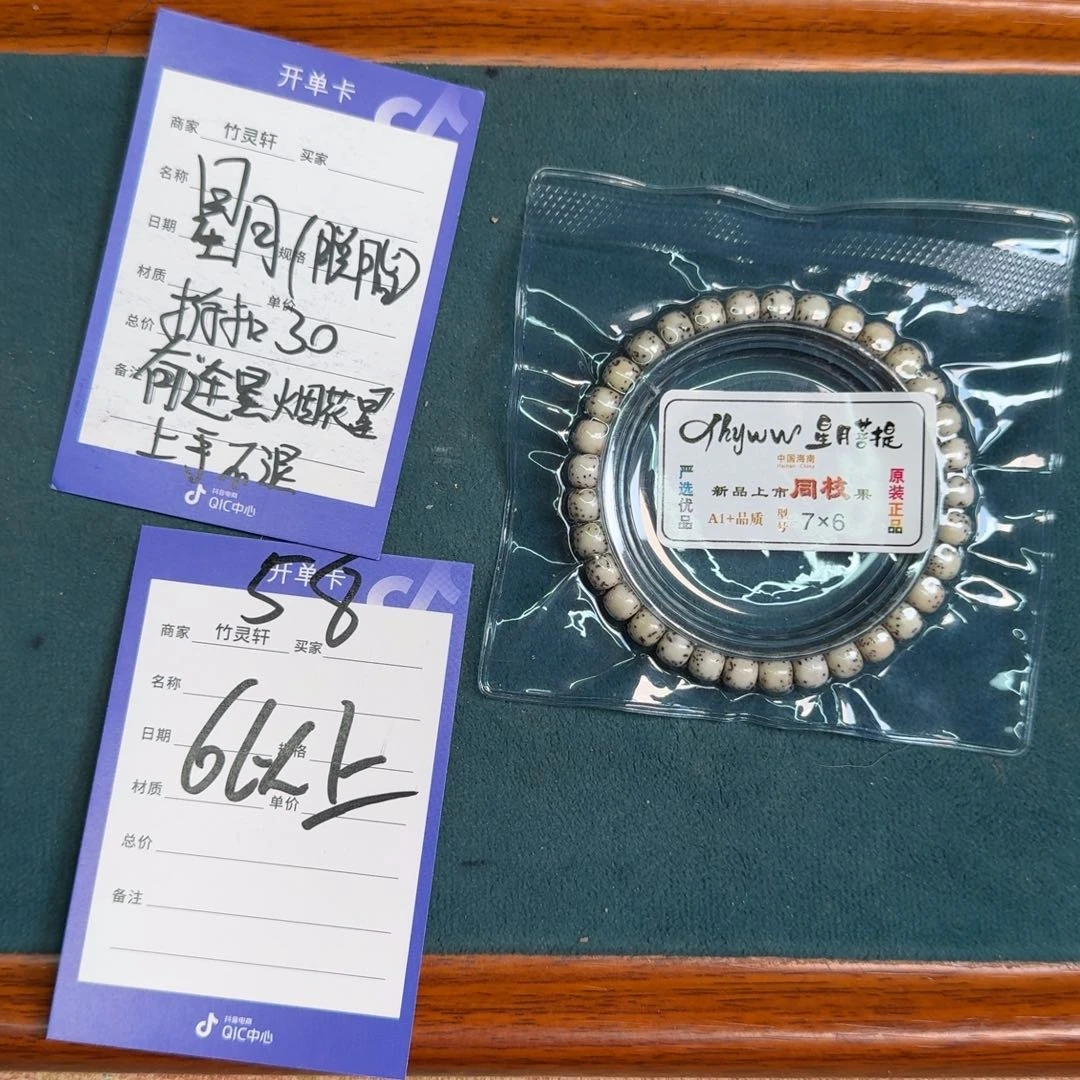 开单卡
商家 竹灵轩 买家
名称
星月(脱脂)
日期 规格
材质 单价
折扣30
总价
备注
荷莲星烟花星
上手不泥
抖音电商
QIC中心
开单卡
58
商家 竹灵轩 买家
名称
日期 规格
6以上
材质 单价
总价
备注
抖音电商
QIC中心
星月菩提
中国海南
Hainan · China
严选优品
新品上市同枝果
A1+品质 型号 7×6
原装正品